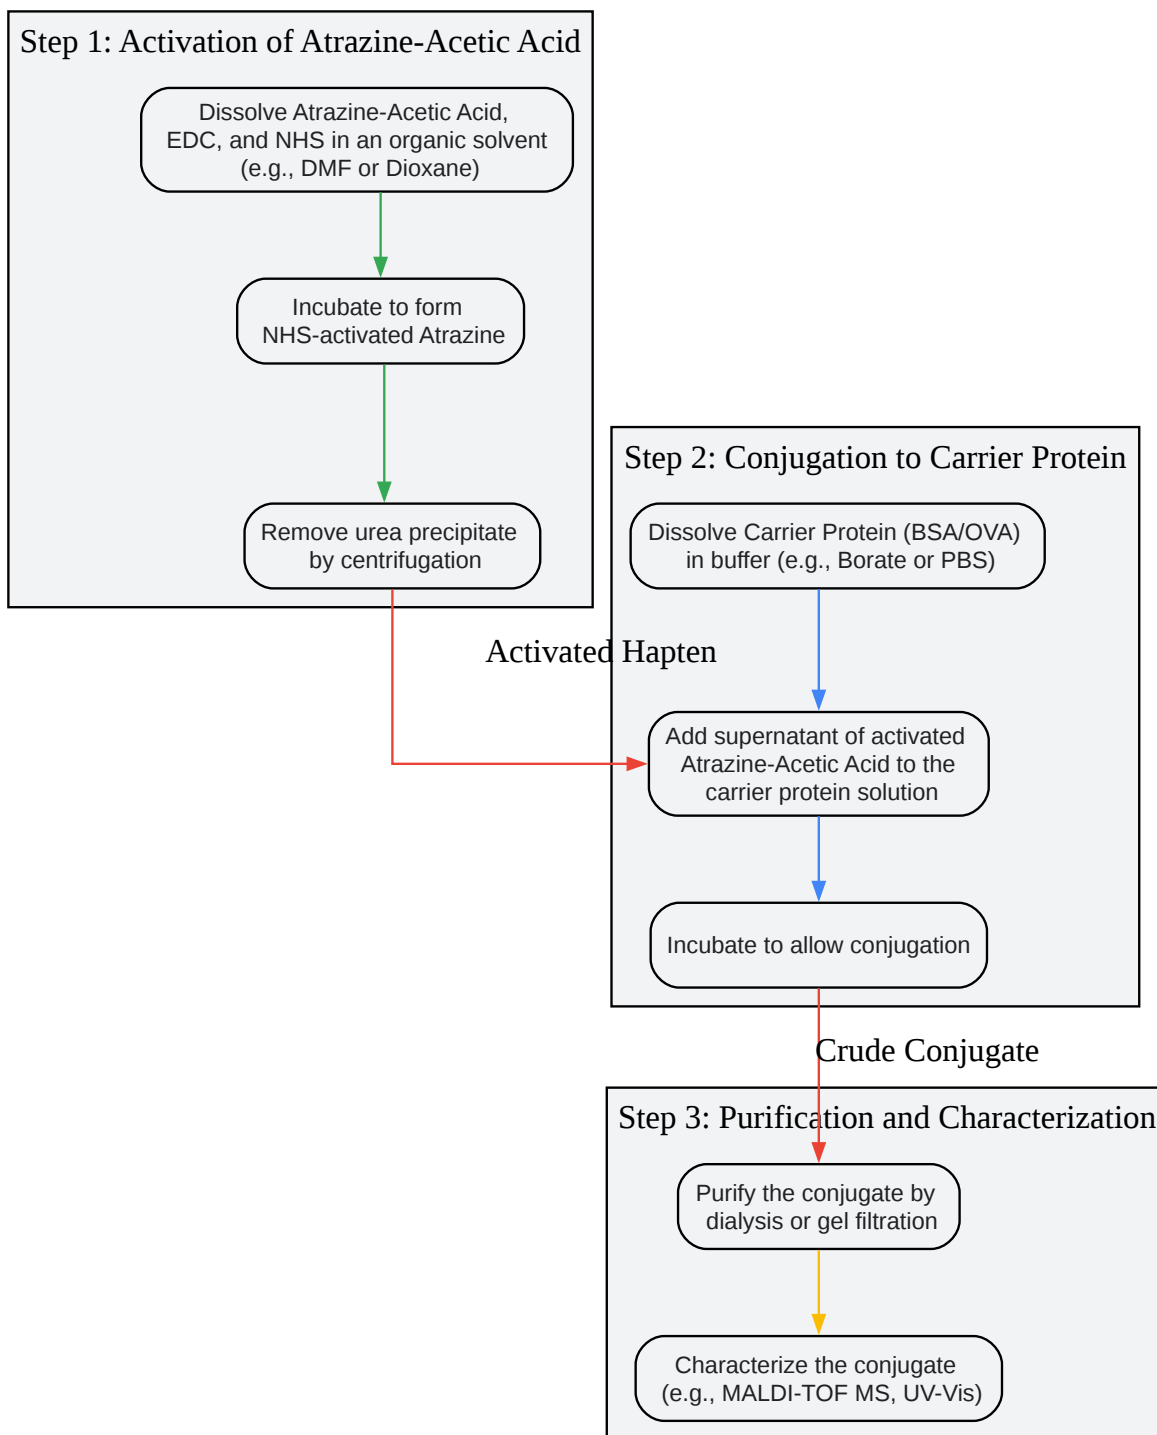 Step 1: Activation of Atrazine-Acetic Acid
Dissolve Atrazine-Acetic Acid,
EDC, and NHS in an organic solvent
(e.g., DMF or Dioxane)
Incubate to form
NHS-activated Atrazine
Remove urea precipitate
by centrifugation
Step 2: Conjugation to Carrier Protein
Dissolve Carrier Protein (BSA/OVA)
in buffer (e.g., Borate or PBS)
Activated Hapten
Add supernatant of activated
Atrazine-Acetic Acid to the
carrier protein solution
Incubate to allow conjugation
Crude Conjugate
Step 3: Purification and Characterization
Purify the conjugate by
dialysis or gel filtration
Characterize the conjugate
(e.g., MALDI-TOF MS, UV-Vis)